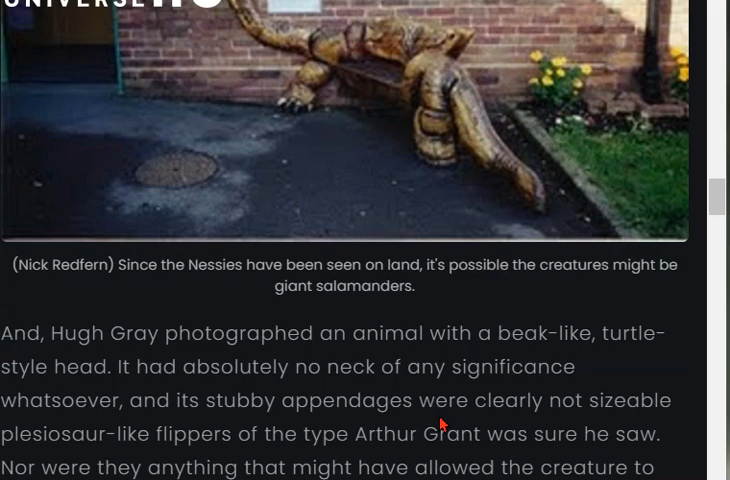 UNIVERSE
(Nick Redfern) Since the Nessies have been seen on land, it's possible the creatures might be
giant salamanders.
And, Hugh Gray photographed an animal with a beak-like, turtle-
style head. It had absolutely no neck of any significance
whatsoever, and its stubby appendages were clearly not sizeable
plesiosaur-like flippers of the type Arthur Grant was sure he saw.
Nor were they anything that might have allowed the creature to